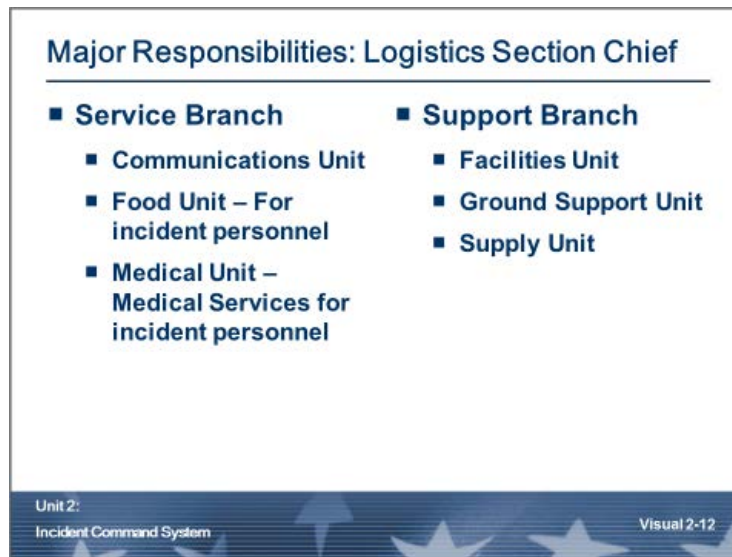 Major Responsibilities: Logistics Section Chief
■ Service Branch
■ Communications Unit
■ Food Unit – For
incident personnel
■ Medical Unit –
Medical Services for
incident personnel
■ Support Branch
■ Facilities Unit
■ Ground Support Unit
■ Supply Unit
Unit 2:
Incident Command System
Visual 2-12